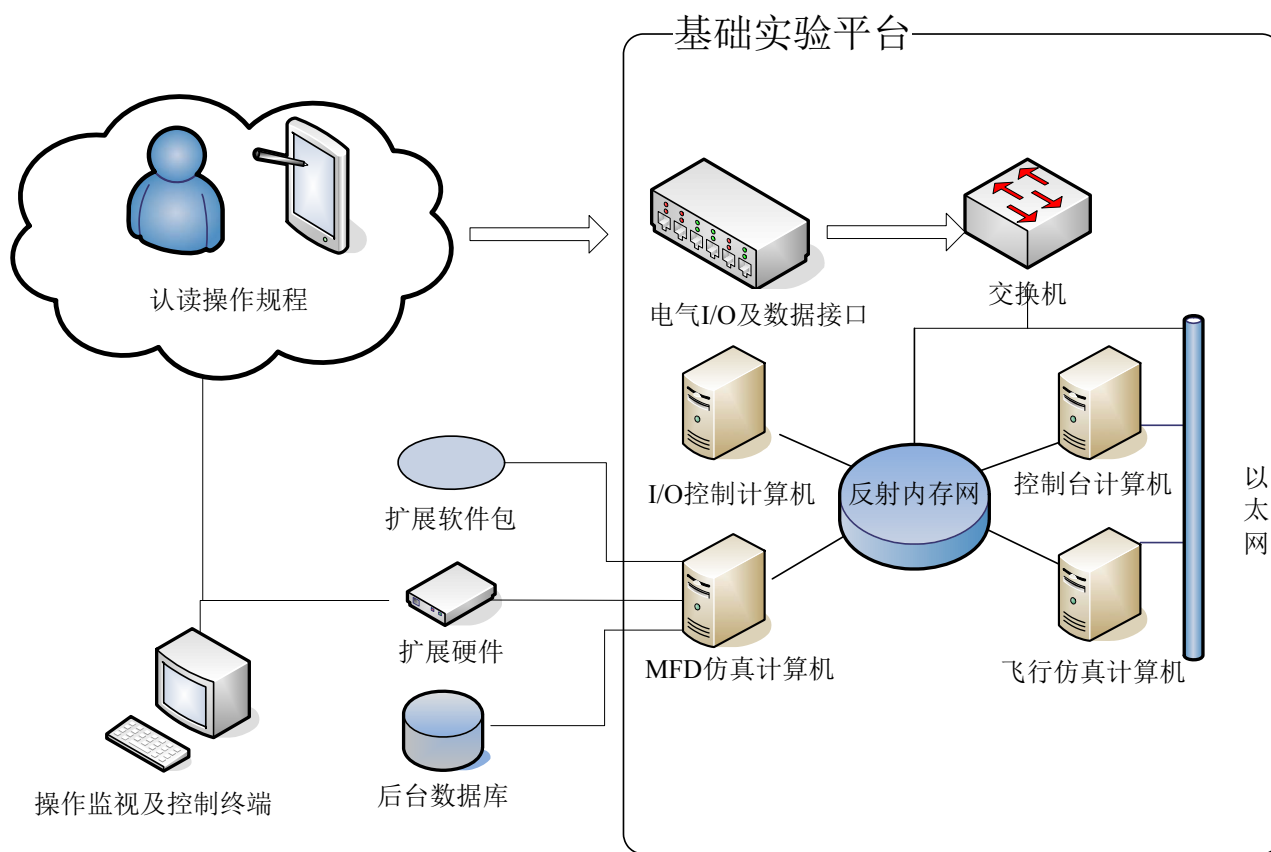 基础实验平台
认读操作规程
电气I/O及数据接口
交换机
I/O控制计算机
反射内存网
控制台计算机
以
太
网
扩展软件包
扩展硬件
MFD仿真计算机
飞行仿真计算机
操作监视及控制终端
后台数据库